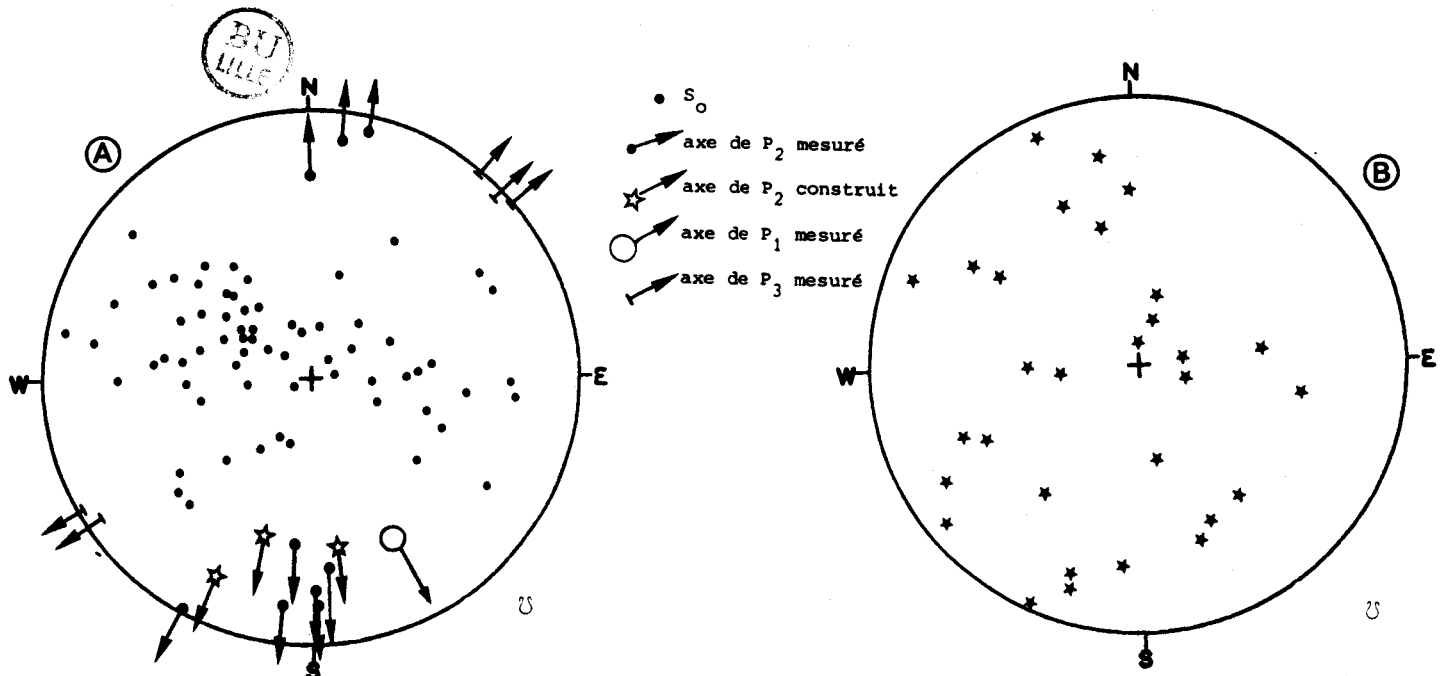 BU
LILLE
N
A
W
E
S
S₀
axe de P₂ mesuré
axe de P₂ construit
axe de P₁ mesuré
axe de P₃ mesuré
N
B
W
E
S